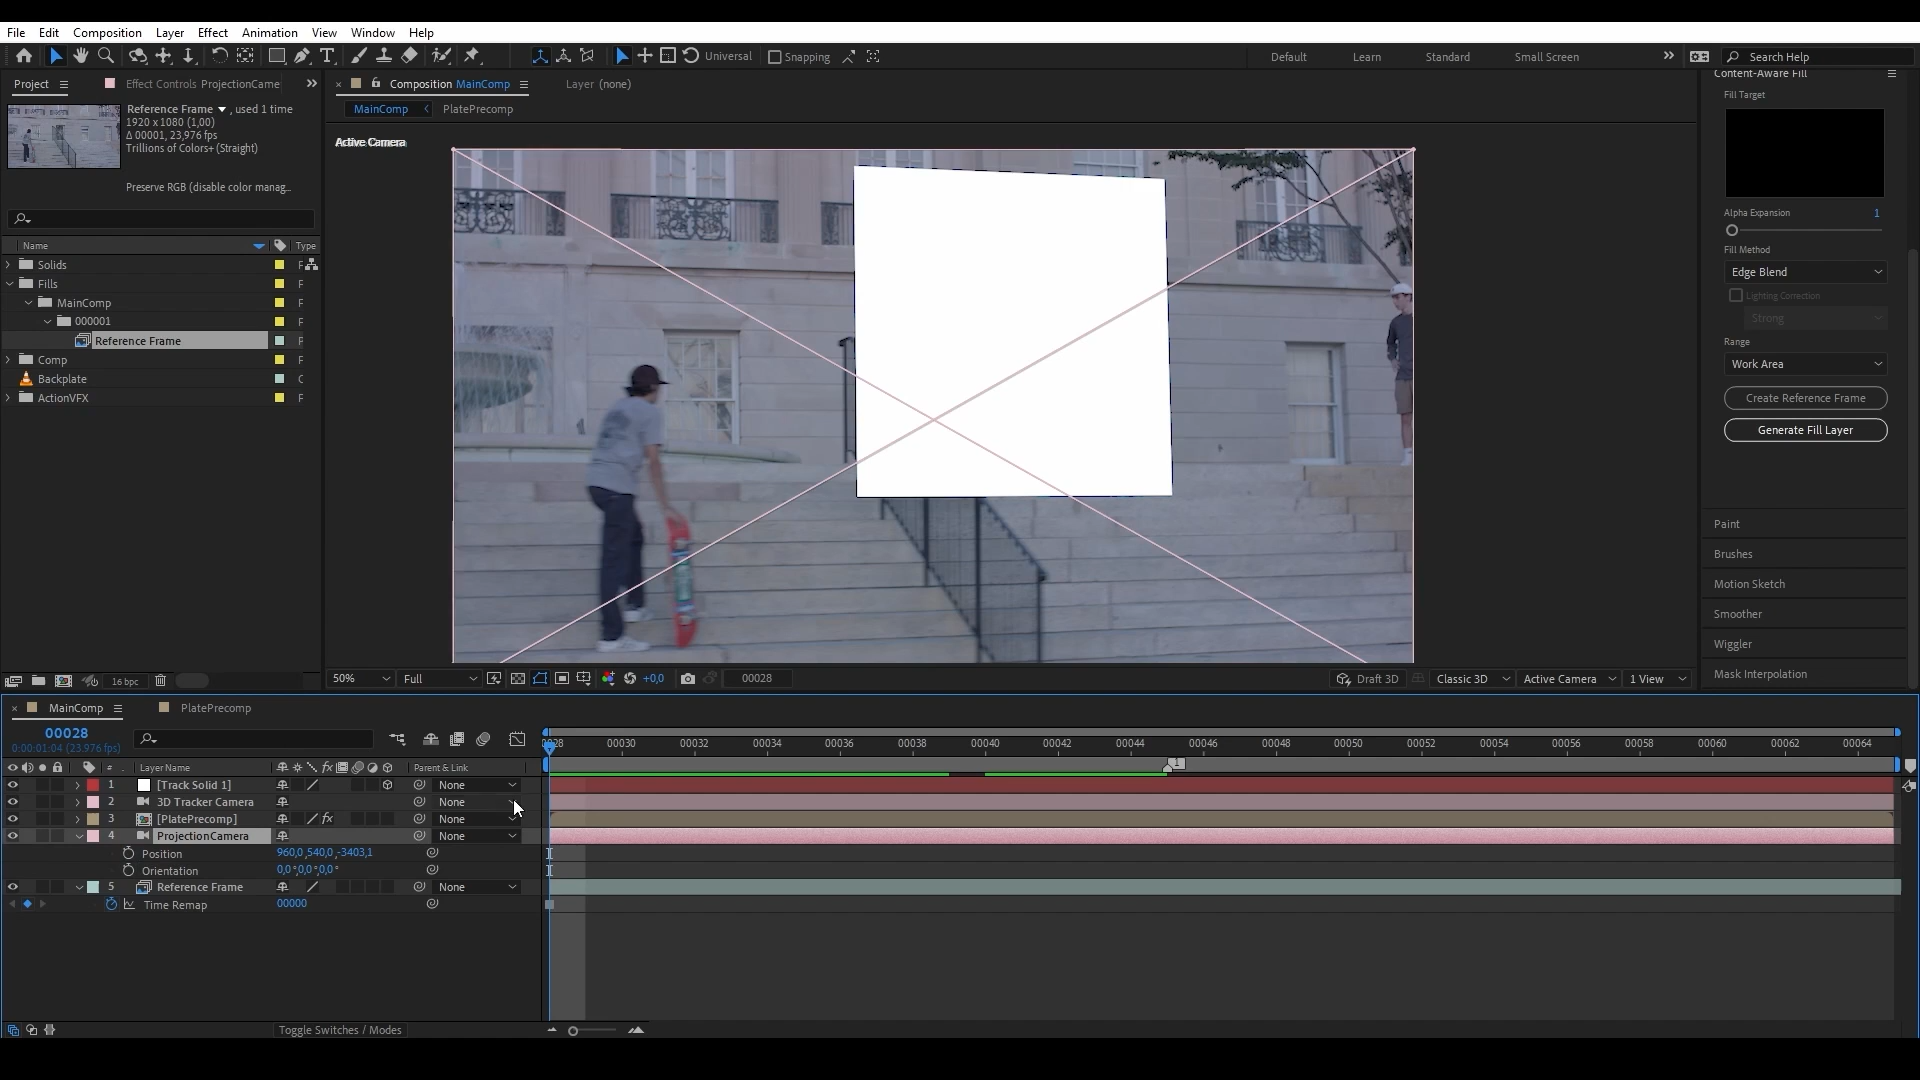 File Edit Composition Layer Effect Animation View Window Help
Universal Snapping Default Learn Standard Small Screen Search Help
Project Effect Controls ProjectionCame
Composition MainComp Layer (none)
Content-Aware Fill
Reference Frame , used 1 time
1920 x 1080 (1,00)
Δ 00001, 23,976 fps
Trillions of Colors+ (Straight)
Preserve RGB (disable color manag..
MainComp PlatePrecomp
Active Camera
Name Type
Solids
Fills
MainComp
000001
Reference Frame
Comp
Backplate
ActionVFX
16 bpc
Fill Target
Alpha Expansion 1
Fill Method
Edge Blend
Lighting Correction
Strong
Range
Work Area
Create Reference Frame
Generate Fill Layer
Paint
Brushes
Motion Sketch
Smoother
Wiggler
Mask Interpolation
50% Full +0,0 00028 Draft 3D Classic 3D Active Camera 1 View
MainComp PlatePrecomp
00028
0:00:01:04 (23.976 fps)
028 00030 00032 00034 00036 00038 00040 00042 00044 00046 00048 00050 00052 00054 00056 00058 00060 00062 00064
# Layer Name fx Parent & Link
1
1 [Track Solid 1] None
2 3D Tracker Camera None
3 [PlatePrecomp] fx None
4 ProjectionCamera None
Position 960,0 ,540,0 ,-3403,1
Orientation 0,0 °,0,0 °,0,0 °
5 Reference Frame None
Time Remap 00000
Toggle Switches / Modes